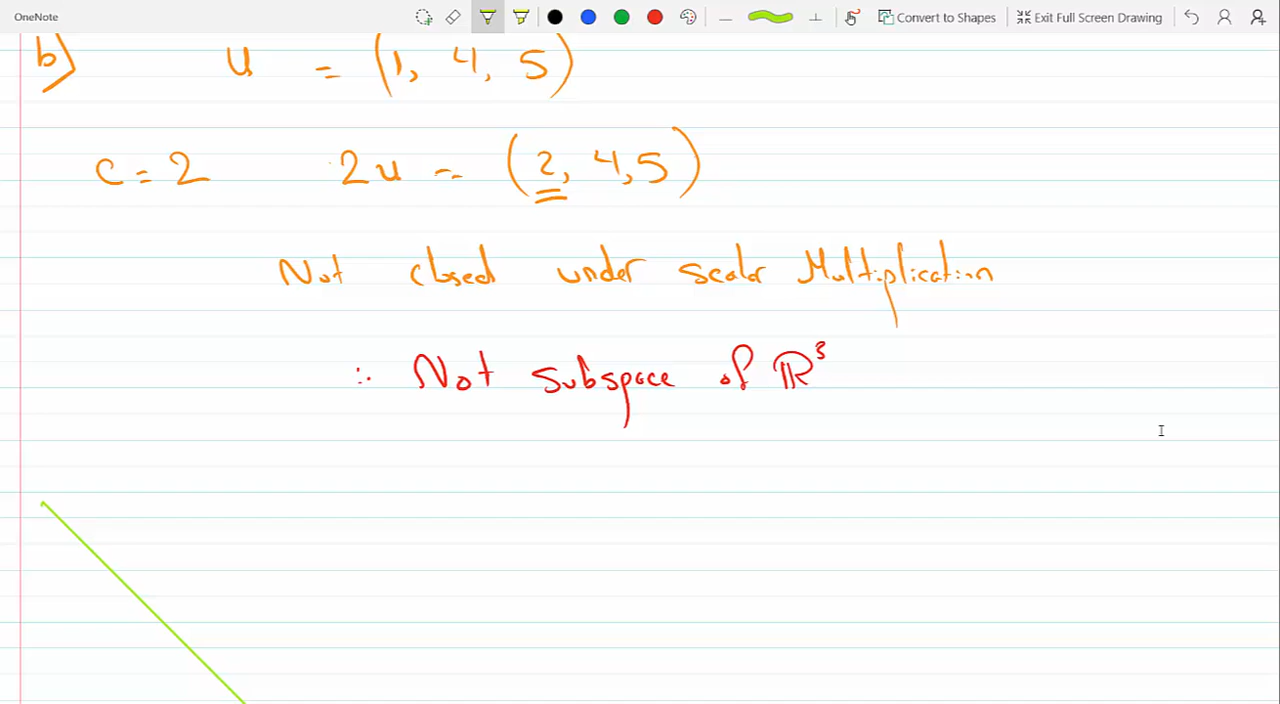 OneNote
Convert to Shapes
Exit Full Screen Drawing
b) u = (1, 4, 5)
c = 2 2u = (2, 4, 5)
Not closed under scalar Multiplication
∴ Not subspace of ℝ³